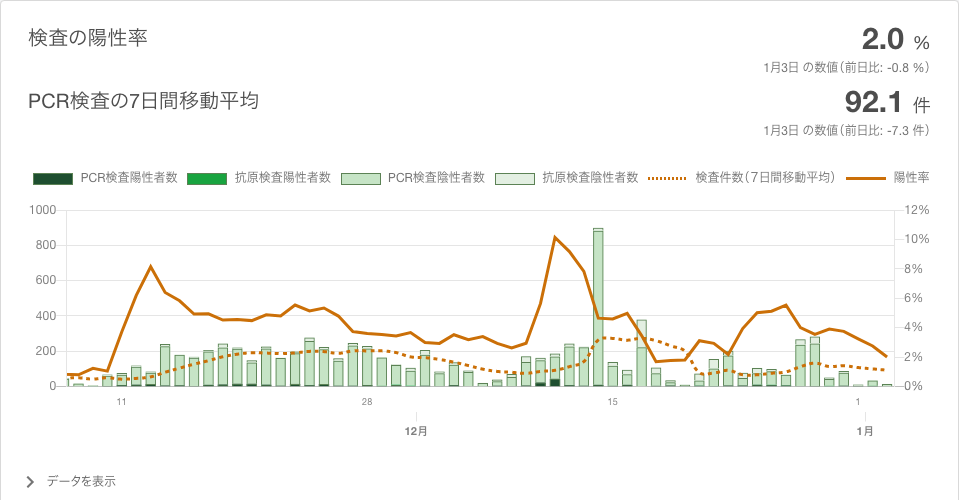 検査の陽性率
2.0 %
1月3日 の数値（前日比: -0.8 %）
PCR検査の7日間移動平均
92.1 件
1月3日 の数値（前日比: -7.3 件）
PCR検査陽性者数 抗原検査陽性者数 PCR検査陰性者数 抗原検査陰性者数 検査件数（7日間移動平均） 陽性率
1000 12%
10%
800
8%
600
6%
400 4%
200 2%
0 0%
11 28 15 1
12月 1月
データを表示